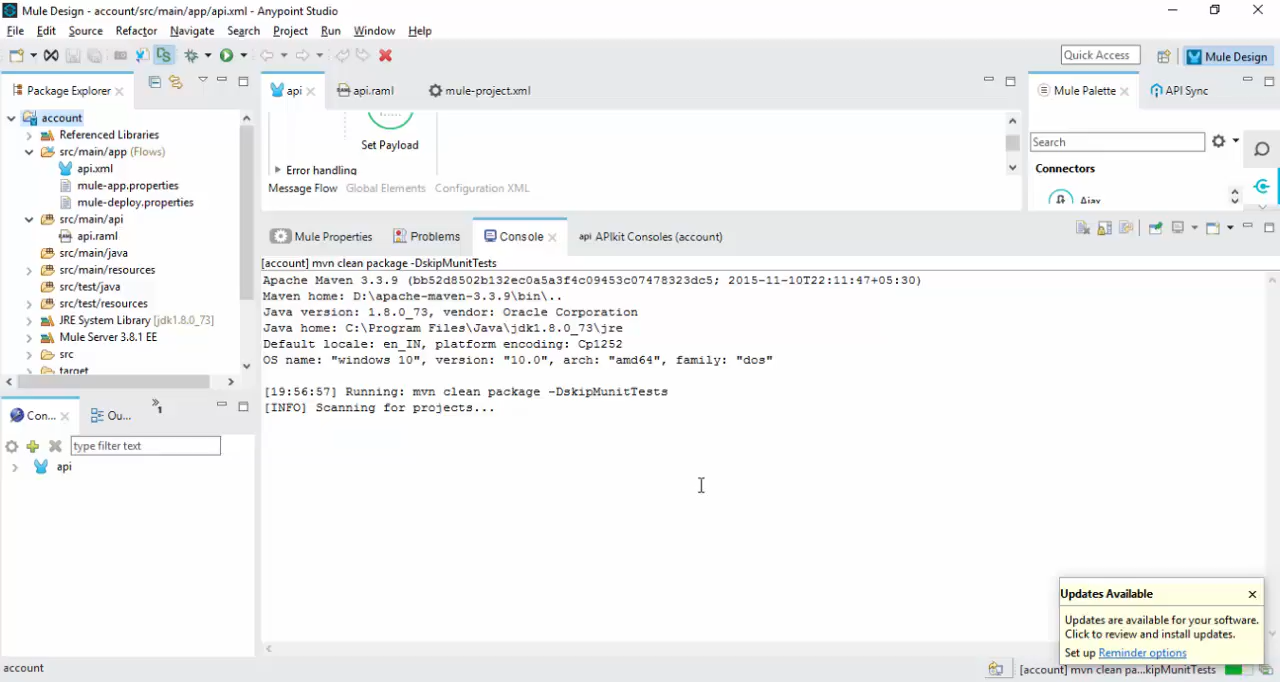 Mule Design - account/src/main/app/api.xml - Anypoint Studio
File Edit Source Refactor Navigate Search Project Run Window Help
Quick Access
Mule Design
Package Explorer
account
Referenced Libraries
src/main/app (Flows)
api.xml
mule-app.properties
mule-deploy.properties
src/main/api
api.raml
src/main/java
src/main/resources
src/test/java
src/test/resources
JRE System Library [jdk1.8.0_73]
Mule Server 3.8.1 EE
src
target
api
api.raml
mule-project.xml
Set Payload
Error handling
Message Flow Global Elements Configuration XML
Mule Palette
API Sync
Search
Connectors
Ajax
Mule Properties
Problems
Console
api APIkit Consoles (account)
[account] mvn clean package -DskipMunitTests
Apache Maven 3.3.9 (bb52d8502b132ec0a5a3f4c09453c07478323dc5; 2015-11-10T22:11:47+05:30)
Maven home: D:\apache-maven-3.3.9\bin\..
Java version: 1.8.0_73, vendor: Oracle Corporation
Java home: C:\Program Files\Java\jdk1.8.0_73\jre
Default locale: en_IN, platform encoding: Cp1252
OS name: "windows 10", version: "10.0", arch: "amd64", family: "dos"
[19:56:57] Running: mvn clean package -DskipMunitTests
[INFO] Scanning for projects...
Con...
Ou...
1
type filter text
api
Updates Available
Updates are available for your software.
Click to review and install updates.
Set up Reminder options
account
[account] mvn clean pa...kipMunitTests